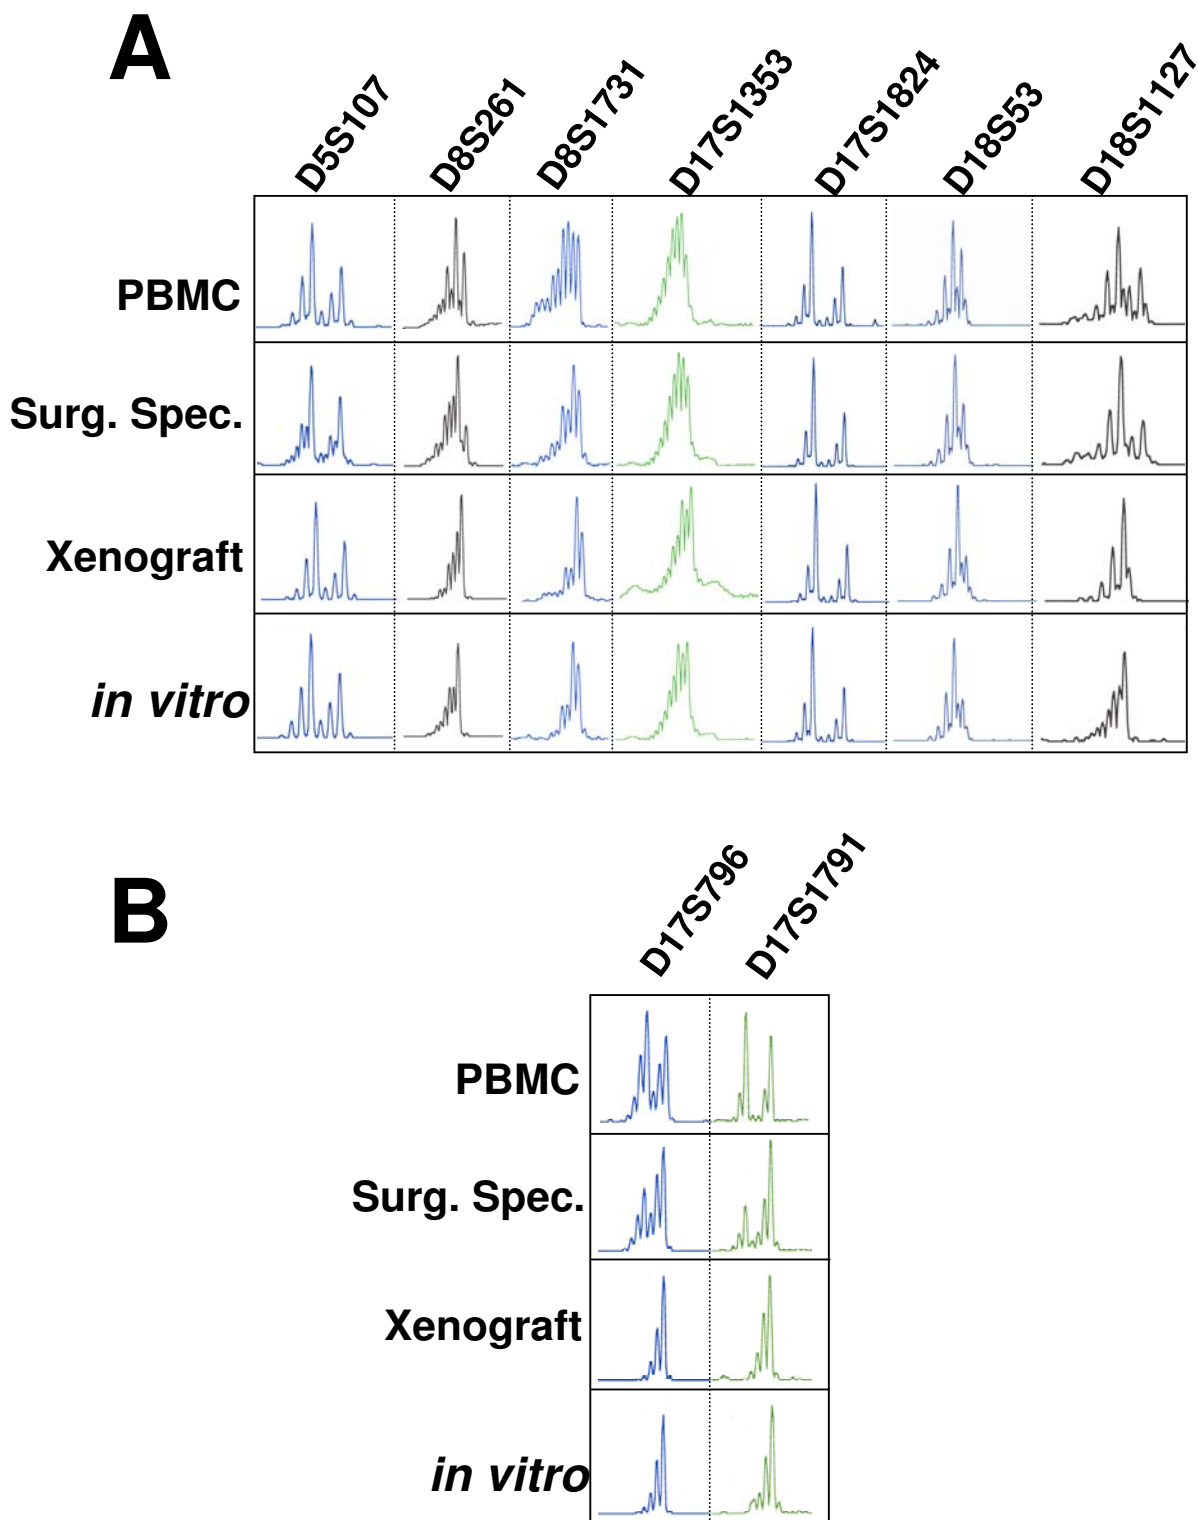 A
D5S107
D8S261
D8S1731
D17S1353
D17S1824
D18S53
D18S1127
PBMC
Surg. Spec.
Xenograft
in vitro
B
D17S796
D17S1791
PBMC
Surg. Spec.
Xenograft
in vitro